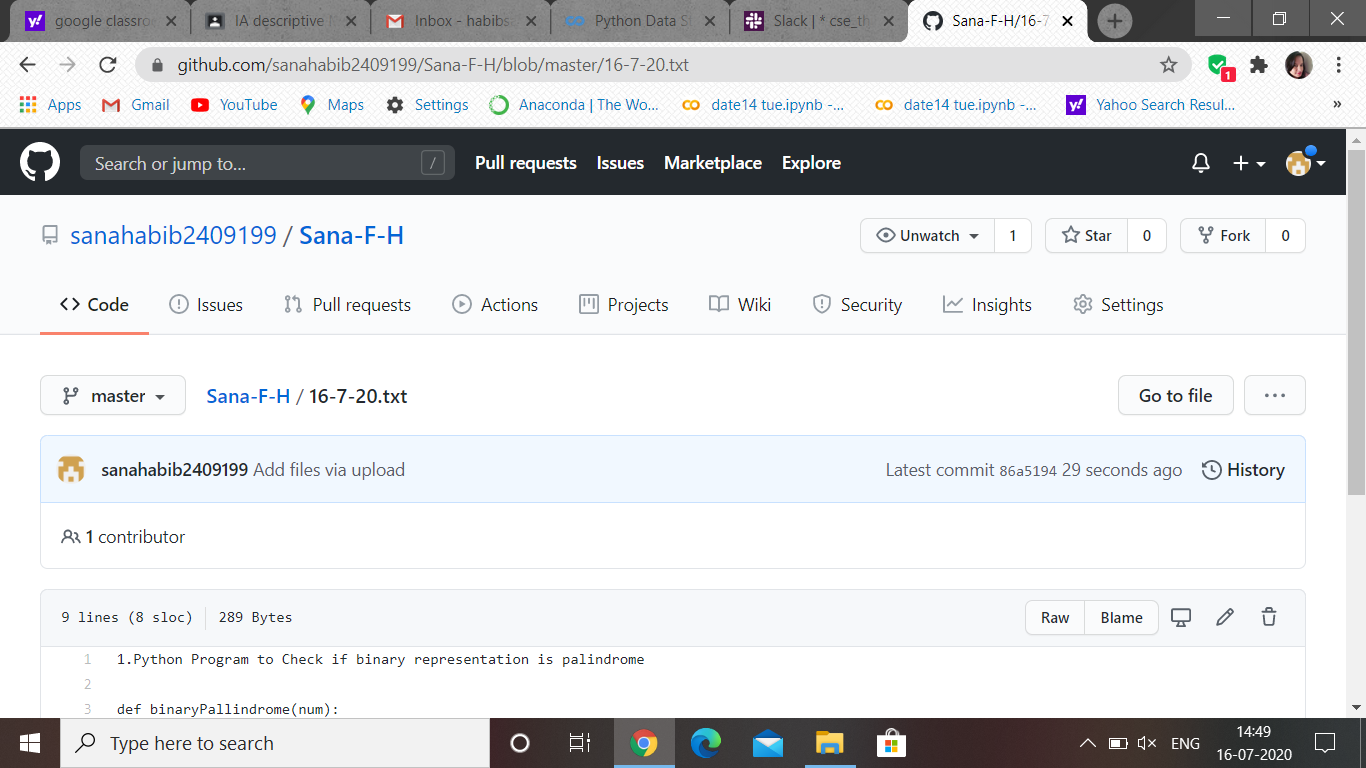 google classroo
IA descriptive
Inbox - habibs
Python Data St
Slack | * cse_th
Sana-F-H/16-7
github.com/sanahabib2409199/Sana-F-H/blob/master/16-7-20.txt
1
Apps
Gmail
YouTube
Maps
Settings
Anaconda | The Wo...
date14 tue.ipynb -...
date14 tue.ipynb -...
Yahoo Search Resul...
»
Search or jump to...
/
Pull requests
Issues
Marketplace
Explore
sanahabib2409199 / Sana-F-H
Unwatch
1
Star
0
Fork
0
Code
Issues
Pull requests
Actions
Projects
Wiki
Security
Insights
Settings
master
Sana-F-H / 16-7-20.txt
Go to file
...
sanahabib2409199 Add files via upload
Latest commit 86a5194 29 seconds ago
History
1 contributor
9 lines (8 sloc)
289 Bytes
Raw
Blame
1 1.Python Program to Check if binary representation is palindrome
2
3 def binaryPallindrome(num):
Type here to search
ENG
14:49
16-07-2020